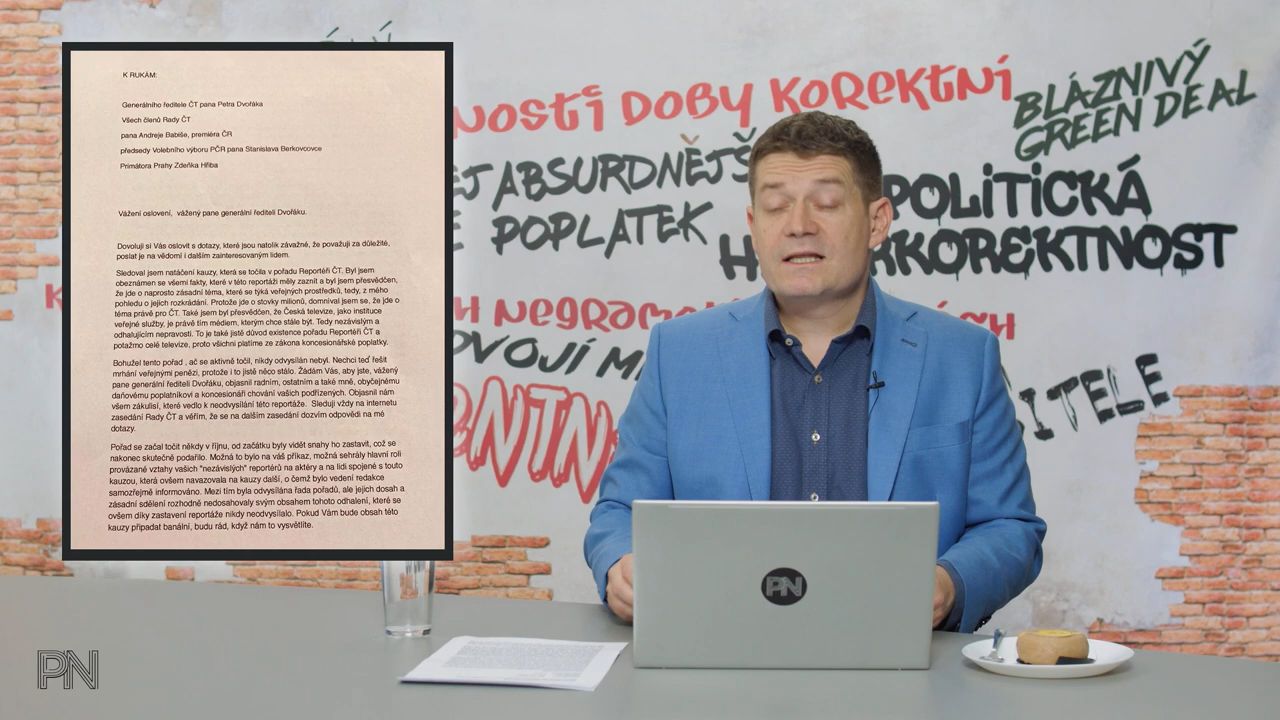 K RUKÁM:
Generálního ředitele ČT pana Petra Dvořáka
Všech členů Rady ČT
pana Andreje Babiše, premiéra ČR
předsedy Volebního výboru PČR pana Stanislava Berkovcovce
Primátora Prahy Zdeňka Hřiba
Vážení oslovení, vážený pane generální řediteli Dvořáku.
Dovoluji si Vás oslovit s dotazy, které jsou natolik závažné, že považuji za důležité,
poslat je na vědomí i dalším zainteresovaným lidem.
Sledoval jsem natáčení kauzy, která se točila v pořadu Reportéři ČT. Byl jsem
obeznámen se všemi fakty, které v této reportáži měly zaznít a byl jsem přesvědčen,
že jde o naprosto zásadní téma, které se týká veřejných prostředků, tedy, z mého
pohledu o jejich rozkrádání. Protože jde o stovky milionů, domníval jsem se, že jde o
téma právě pro ČT. Také jsem byl přesvědčen, že Česká televize, jako instituce
veřejné služby, je právě tím médiem, kterým chce stále být. Tedy nezávislým a
odhalujícím nepravosti. To je také jistě důvod existence pořadu Reportéři ČT a
potažmo celé televize, proto všichni platíme ze zákona koncesionářské poplatky.
Bohužel tento pořad , ač se aktivně točil, nikdy odvysílán nebyl. Nechci teď řešit
mrhání veřejnými penězi, protože i to jistě něco stálo. Žádám Vás, aby jste, vážený
pane generální řediteli Dvořáku, objasnil radním, ostatním a také mně, obyčejnému
daňovému poplatníkovi a koncesionáři chování vašich podřízených. Objasnil nám
všem zákulisí, které vedlo k neodvysílání této reportáže. Sleduji vždy na internetu
zasedání Rady ČT a věřím, že se na dalším zasedání dozvím odpovědi na mé
dotazy.
Pořad se začal točit někdy v říjnu, od začátku byly vidět snahy ho zastavit, což se
nakonec skutečně podařilo. Možná to bylo na váš příkaz, možná sehrály hlavní roli
provázané vztahy vašich "nezávislých" reportérů na aktéry a na lidi spojené s touto
kauzou, která ovšem navazovala na kauzy další, o čemž bylo vedení redakce
samozřejmě informováno. Mezi tím byla odvysílána řada pořadů, ale jejich dosah a
zásadní sdělení rozhodně nedosahovaly svým obsahem tohoto odhalení, které se
ovšem díky zastavení reportáže nikdy neodvysílalo. Pokud Vám bude obsah této
kauzy připadat banální, budu rád, když nám to vysvětlíte.
NOSTÍ DOBY KOREKTNÍ
BLÁZNIVÝ
GREEN DEAL
EJ ABSURDNĚJŠ
POPLATEK
POLITICKÁ
RKOREKTNOST
DVOJÍ M
ITELE
PN
PN